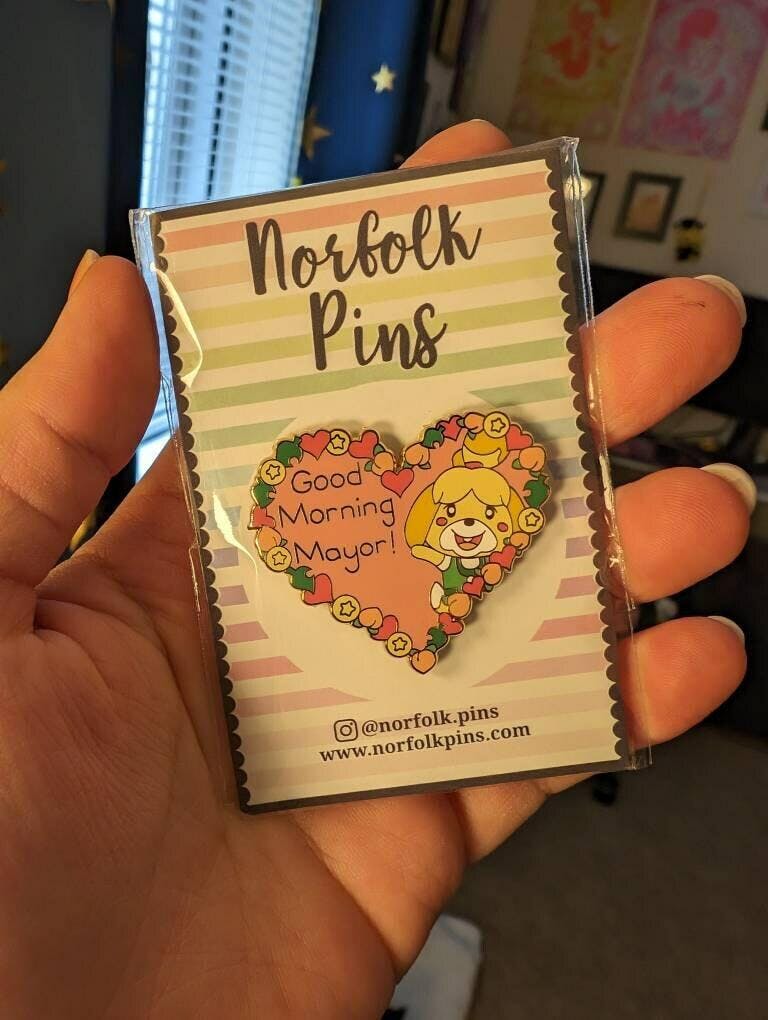 Norfolk
Pins
Good
Morning
Mayor!
@norfolk.pins
www.norfolkpins.com